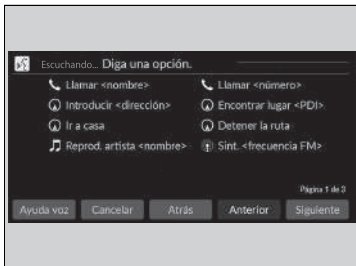 Escuchando... Diga una opción.
Llamar <nombre> Llamar <número>
Introducir <dirección> Encontrar lugar <PDI>
Ir a casa Detener la ruta
Reprod. artista <nombre> Sint. <frecuencia FM>
Página 1 de 3
Ayuda voz Cancelar Atrás Anterior Siguiente